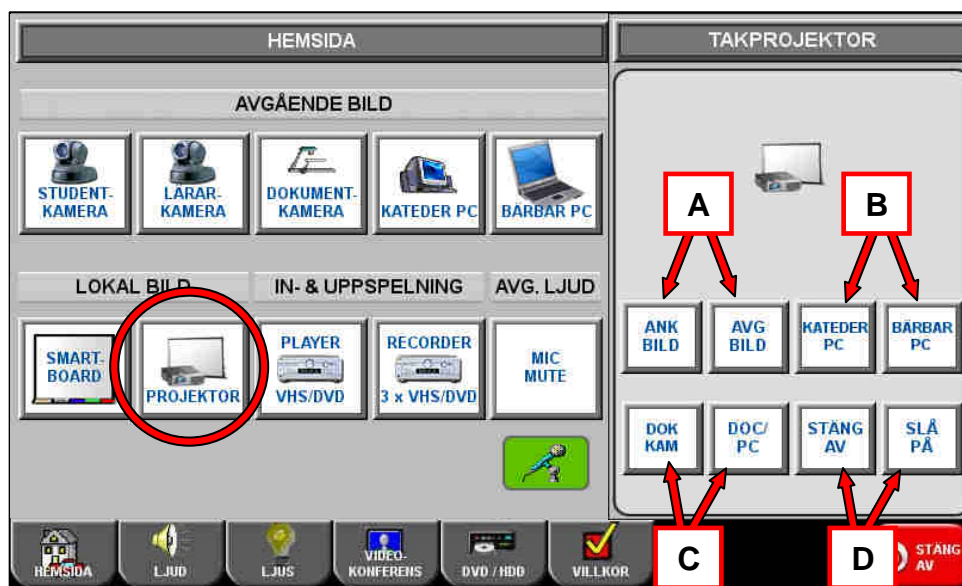 HEMSIDA
AVGÅENDE BILD
STUDENT-
KAMERA
LÄRAR-
KAMERA
DOKUMENT-
KAMERA
KATEDER PC
BÄRBAR PC
LOKAL BILD
IN- & UPPSPELNING
AVG. LJUD
SMART-
BOARD
PROJEKTOR
PLAYER
VHS/DVD
RECORDER
3 x VHS/DVD
MIC
MUTE
TAKPROJEKTOR
A
B
ANK
BILD
AVG
BILD
KATEDER
PC
BÄRBAR
PC
DOK
KAM
DOC/
PC
STÄNG
AV
SLÅ
PÅ
C
D
HEMSIDA
LJUD
LJUS
VIDEO-
KONFERENS
DVD / HDD
VILLKOR
STÄNG
AV